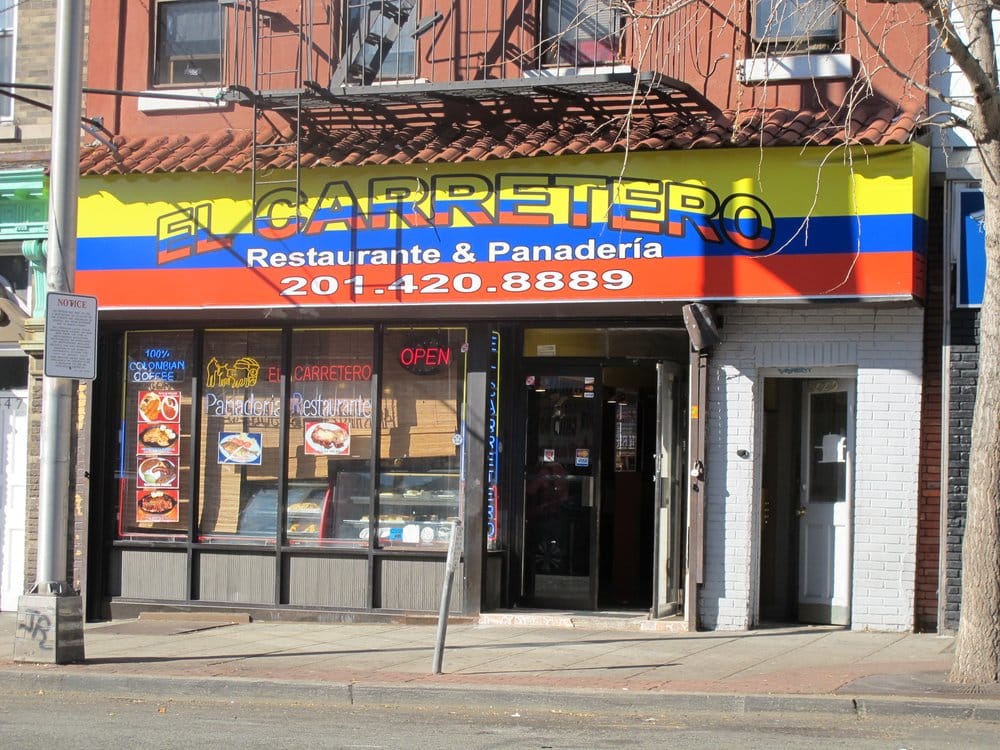 EL CARRETERO
Restaurante & Panadería
201.420.8889
NOTICE
100%
COLOMBIAN
COFFEE
EL CARRETERO
Panaderia Restaurante
OPEN